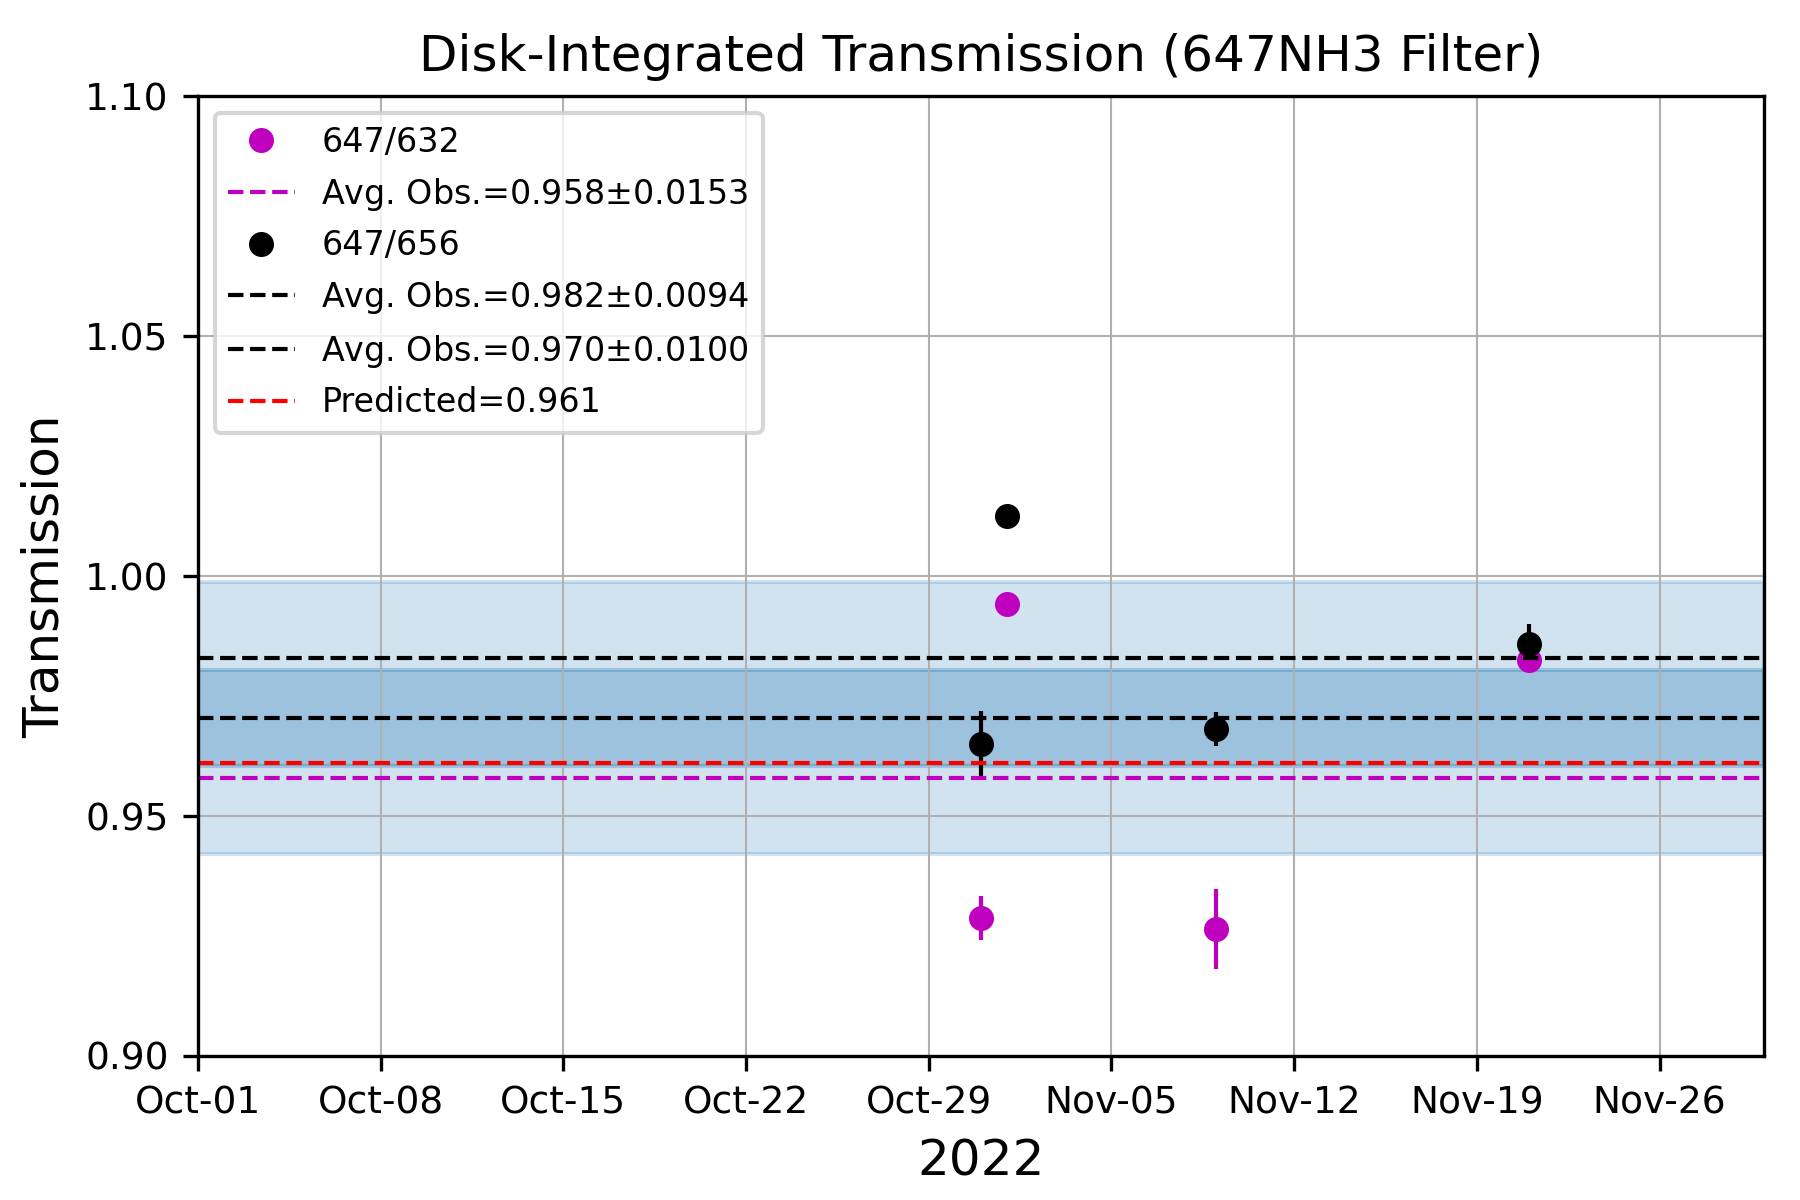 Disk-Integrated Transmission (647NH3 Filter)
1.10
1.05
1.00
0.95
0.90
Transmission
647/632
Avg. Obs.=0.958±0.0153
647/656
Avg. Obs.=0.982±0.0094
Avg. Obs.=0.970±0.0100
Predicted=0.961
Oct-01 Oct-08 Oct-15 Oct-22 Oct-29 Nov-05 Nov-12 Nov-19 Nov-26
2022